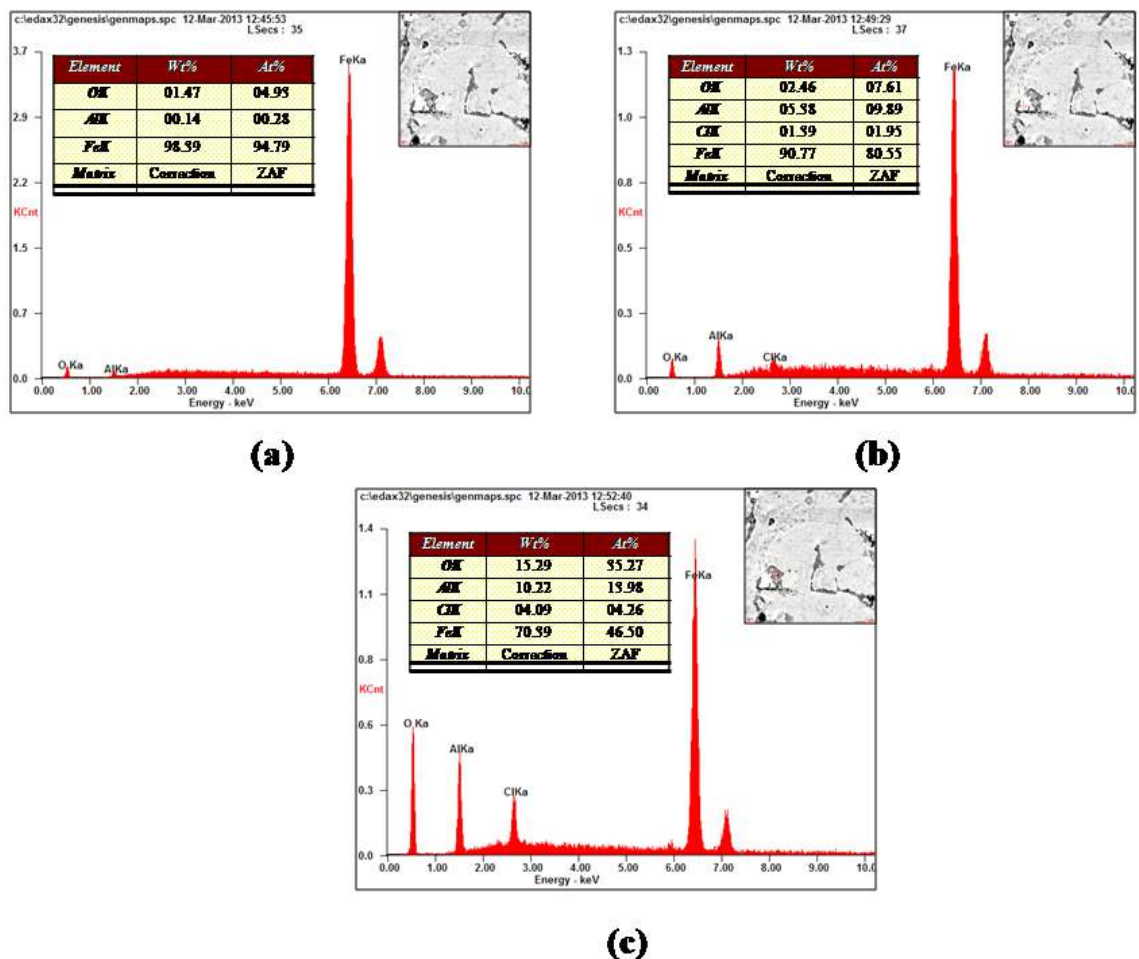 c:\edax32\genesis\genmaps.spc 12-Mar-2013 12:45:53
LSecs : 35
3.7
2.9
2.2
KCnt
1.5
0.7
0.0
Element Wt% At%
OK 01.47 04.93
AlK 00.14 00.28
FeK 98.39 94.79
Matrix Correction ZAF
FeKa
O Ka
AlKa
0.00 1.00 2.00 3.00 4.00 5.00 6.00 7.00 8.00 9.00 10.0
Energy - keV
(a)
c:\edax32\genesis\genmaps.spc 12-Mar-2013 12:49:29
LSecs : 37
1.3
1.0
0.8
KCnt
0.5
0.3
0.0
Element Wt% At%
OK 02.46 07.61
AlK 05.38 09.89
ClK 01.39 01.95
FeK 90.77 80.55
Matrix Correction ZAF
FeKa
O Ka
AlKa
ClKa
0.00 1.00 2.00 3.00 4.00 5.00 6.00 7.00 8.00 9.00 10.0
Energy - keV
(b)
c:\edax32\genesis\genmaps.spc 12-Mar-2013 12:52:40
LSecs : 34
1.4
1.1
0.8
KCnt
0.6
0.3
0.0
Element Wt% At%
OK 15.29 35.27
AlK 10.22 13.98
ClK 04.09 04.26
FeK 70.39 46.50
Matrix Correction ZAF
FeKa
O Ka
AlKa
ClKa
0.00 1.00 2.00 3.00 4.00 5.00 6.00 7.00 8.00 9.00 10.0
Energy - keV
(c)